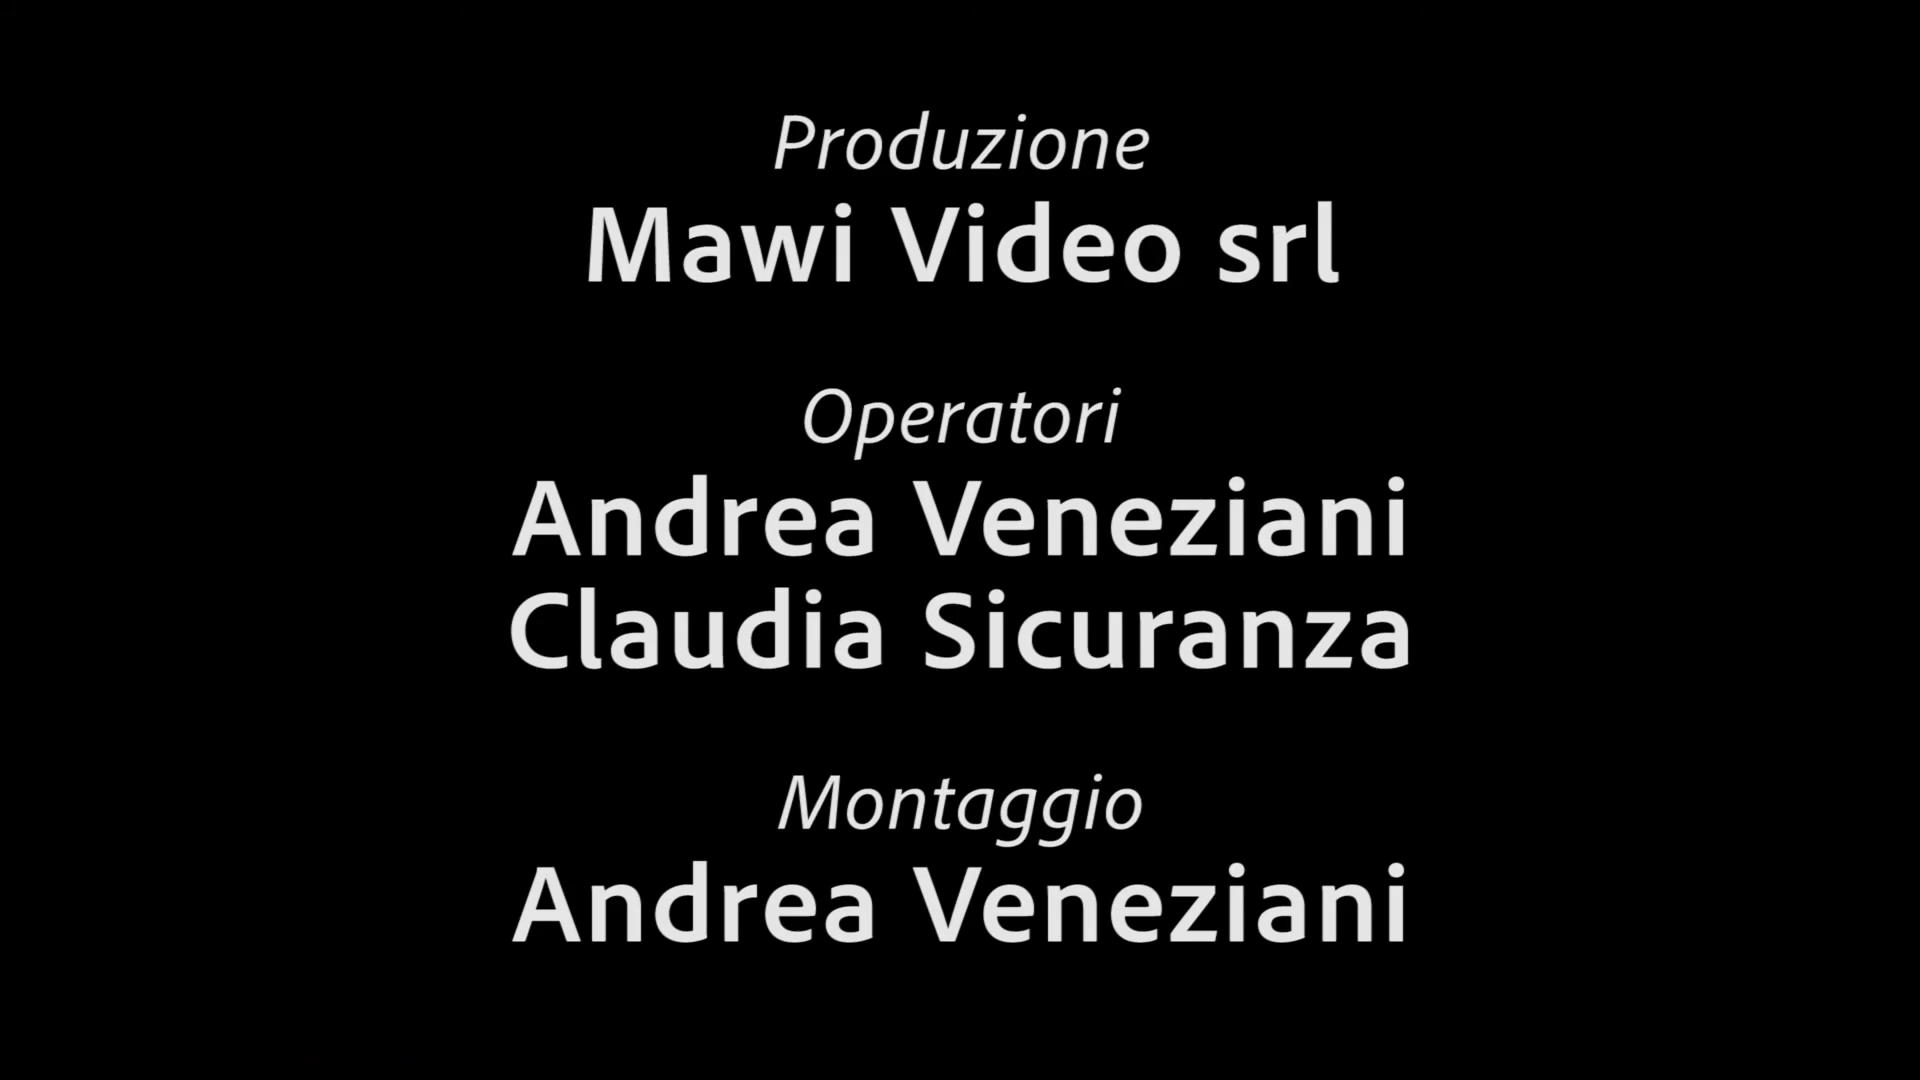 Produzione
Mawi Video srl
Operatori
Andrea Veneziani
Claudia Sicuranza
Montaggio
Andrea Veneziani